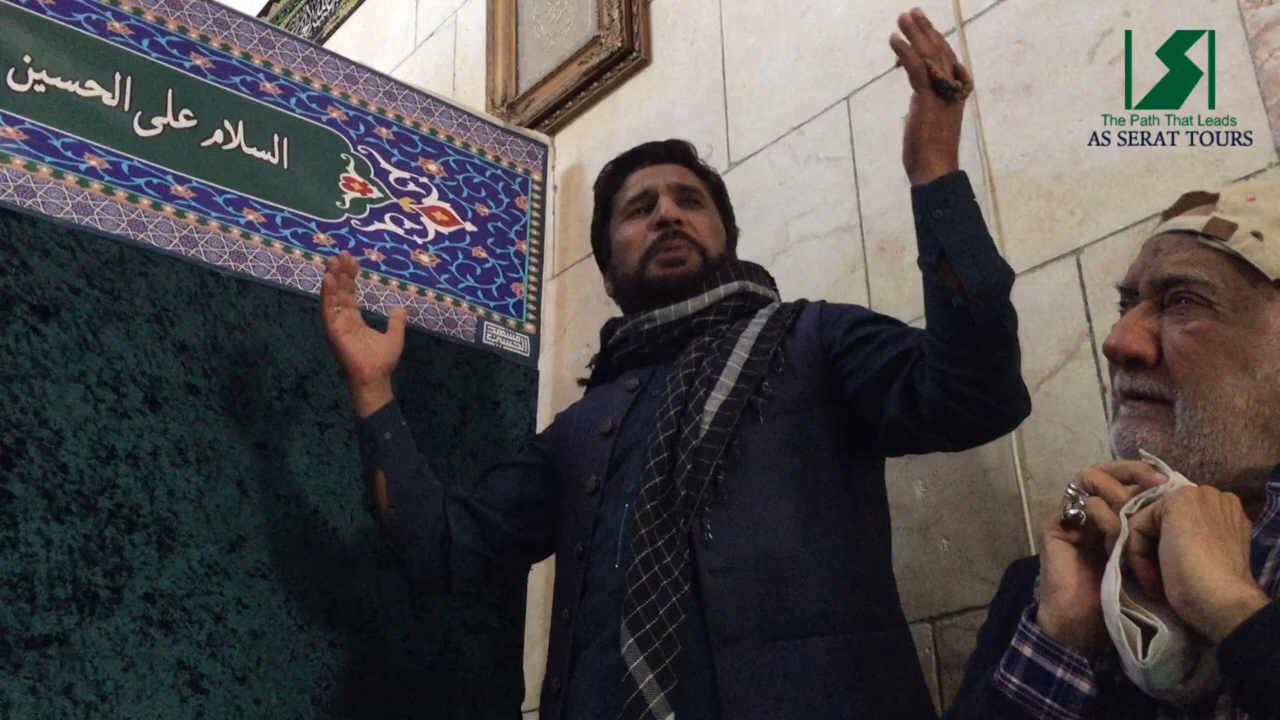 السلام على الحسين
The Path That Leads
AS SERAT TOURS